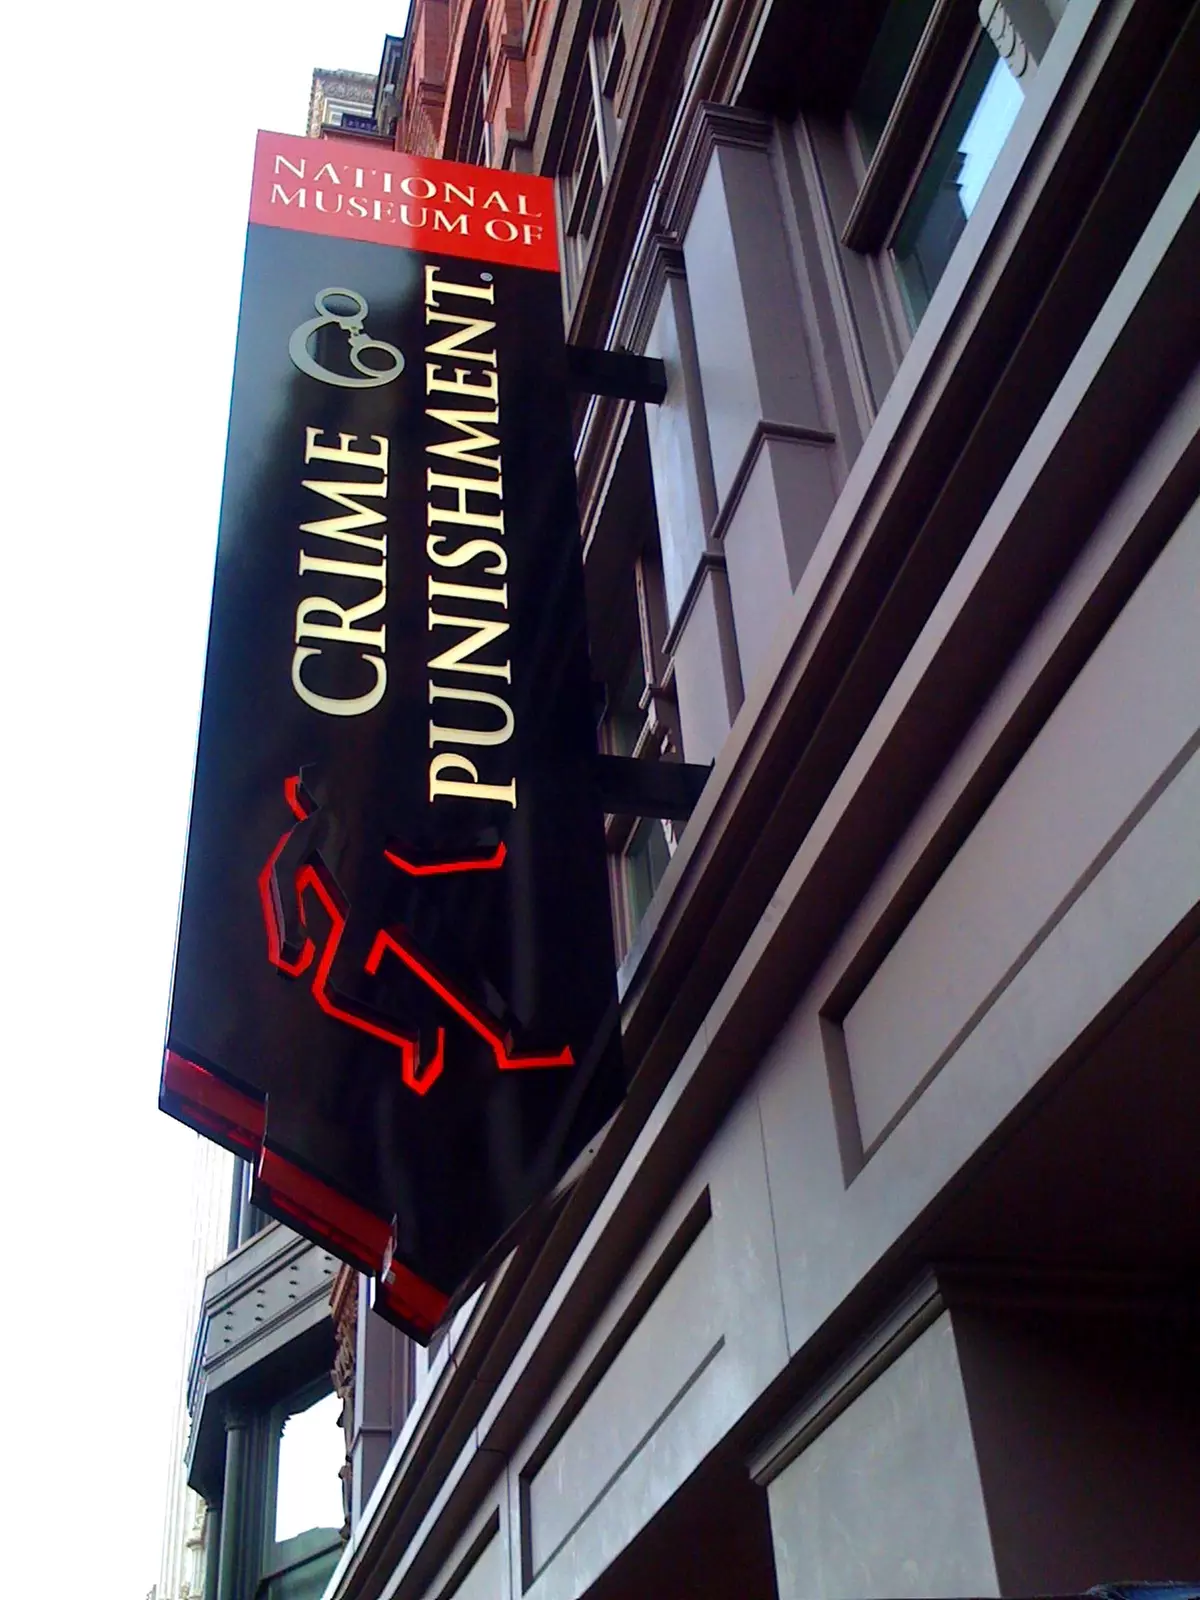 NATIONAL
MUSEUM OF
CRIME &
PUNISHMENT.